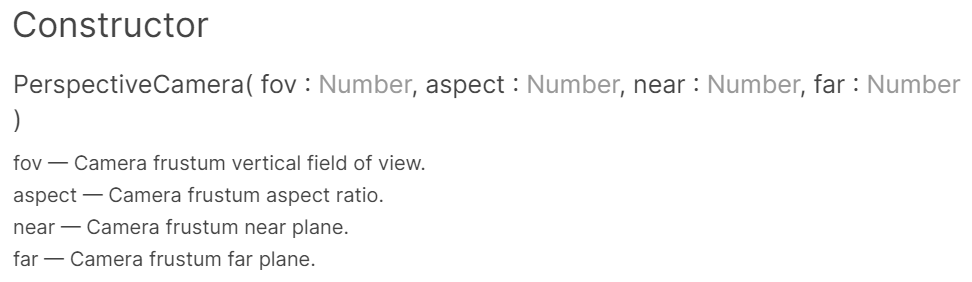 Constructor
PerspectiveCamera( fov : Number, aspect : Number, near : Number, far : Number
)
fov — Camera frustum vertical field of view.
aspect — Camera frustum aspect ratio.
near — Camera frustum near plane.
far — Camera frustum far plane.